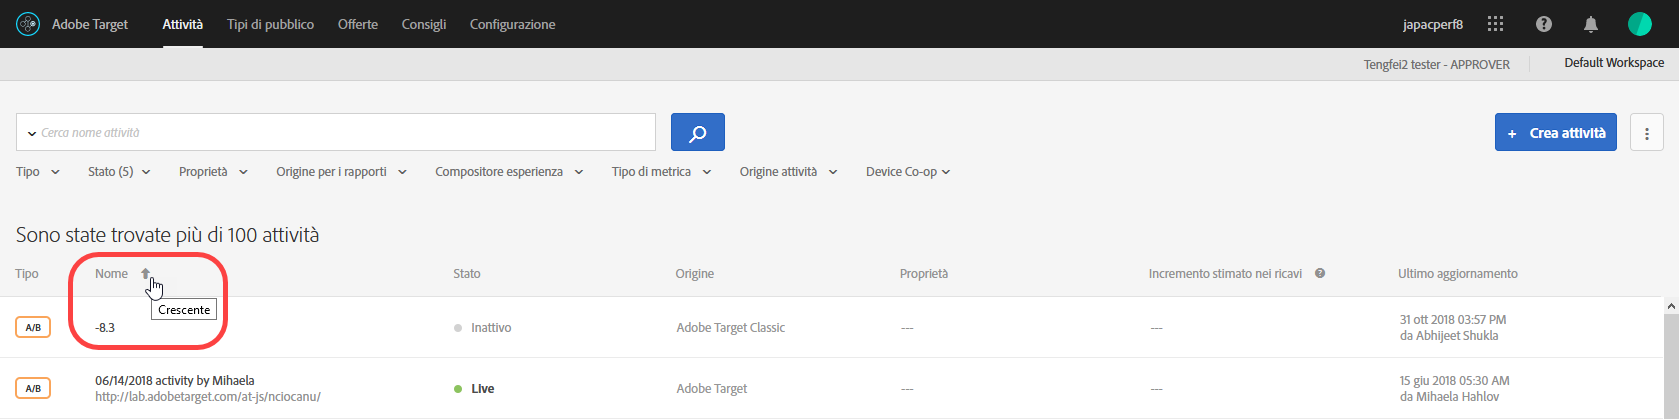 Adobe Target Attività Tipi di pubblico Offerte Consigli Configurazione japacperf8
Tengfei2 tester - APPROVER Default Workspace
Cerca nome attività + Crea attività
Tipo Stato (5) Proprietà Origine per i rapporti Compositore esperienza Tipo di metrica Origine attività Device Co-op
Sono state trovate più di 100 attività
Tipo Nome Stato Origine Proprietà Incremento stimato nei ricavi Ultimo aggiornamento
Crescente
A/B -8.3 Inattivo Adobe Target Classic --- --- 31 ott 2018 03:57 PM
da Abhijeet Shukla
A/B 06/14/2018 activity by Mihaela Live Adobe Target --- --- 15 giu 2018 05:30 AM
http://lab.adobetarget.com/at-js/nciocanu/ da Mihaela Hahlov